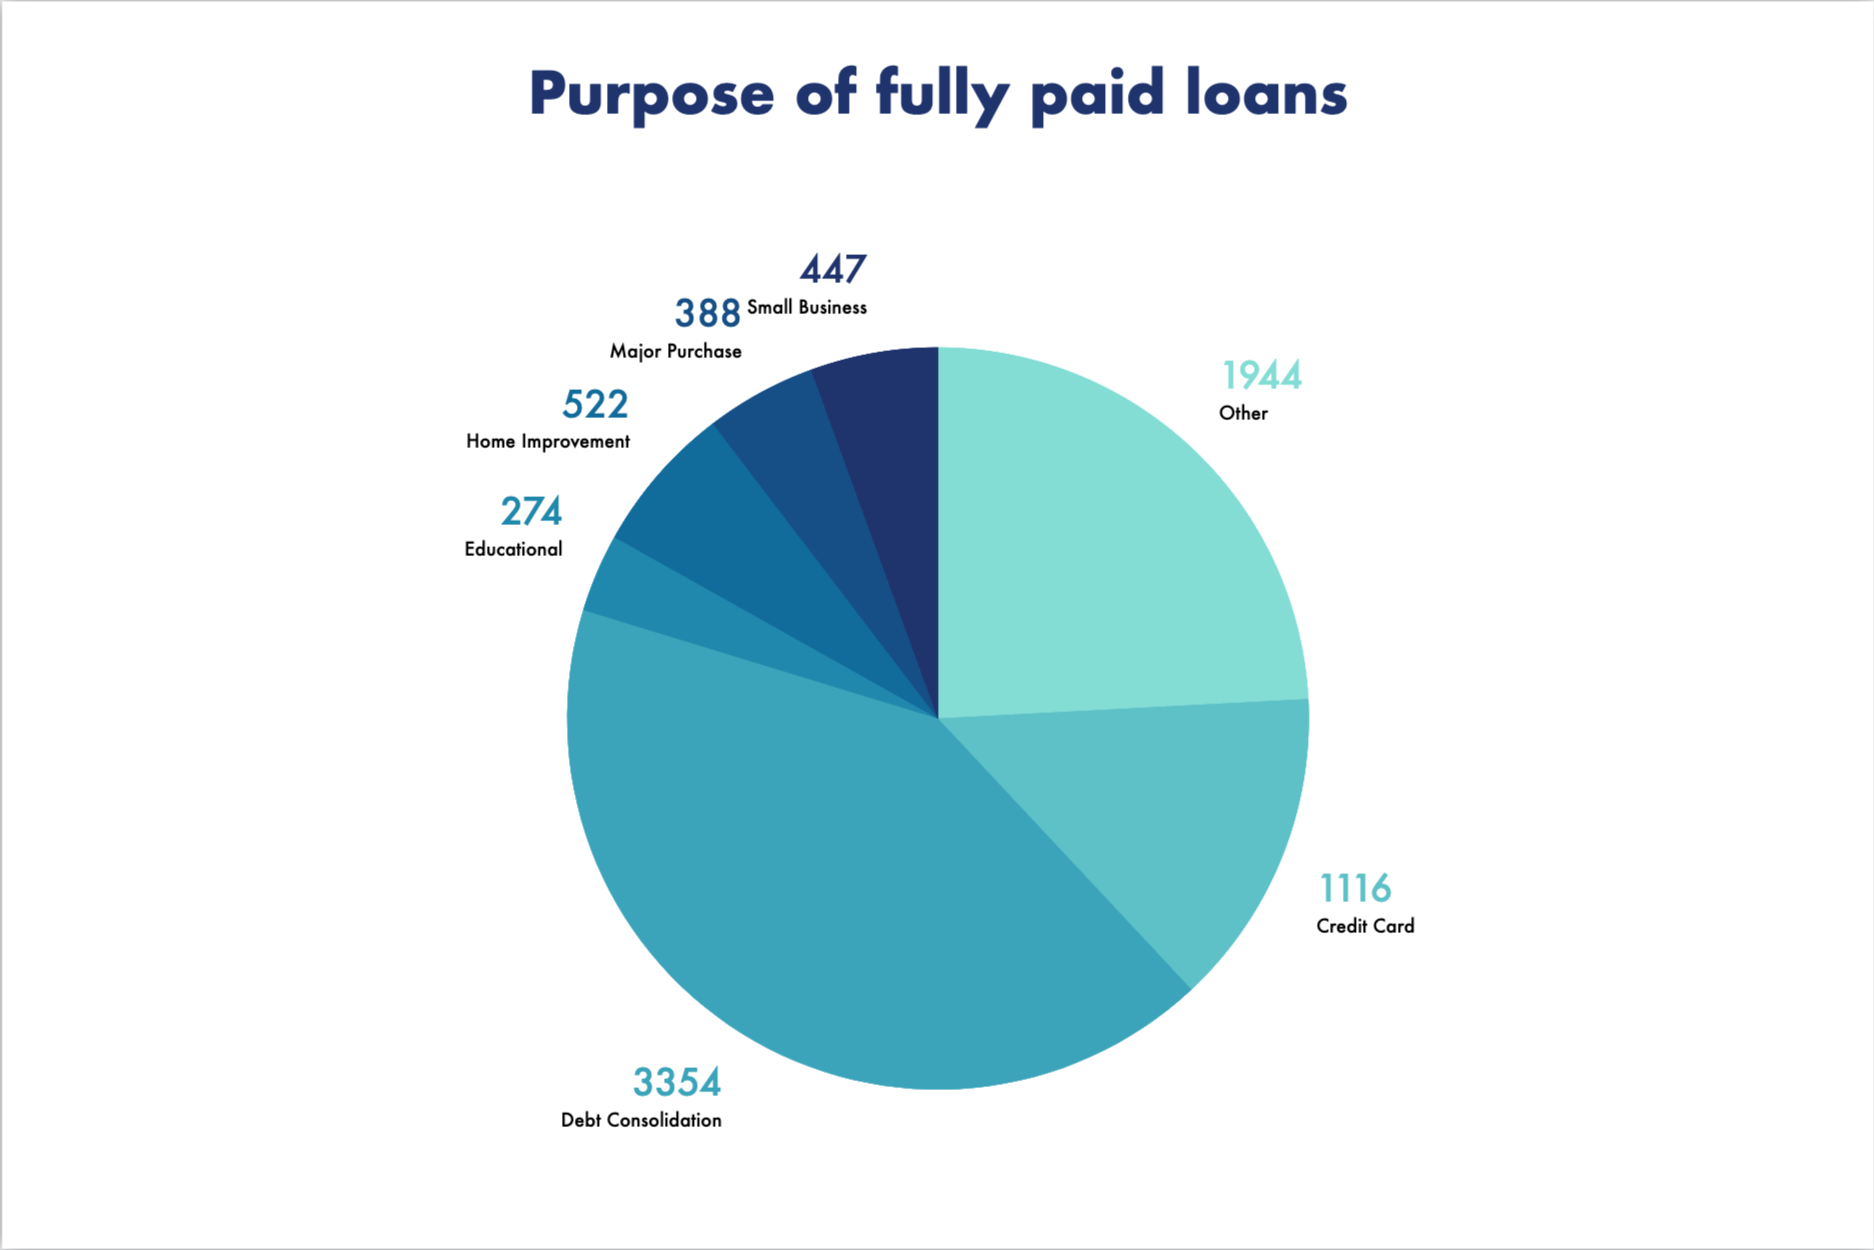 Purpose of fully paid loans
447
Small Business
388
Major Purchase
1944
Other
522
Home Improvement
274
Educational
1116
Credit Card
3354
Debt Consolidation